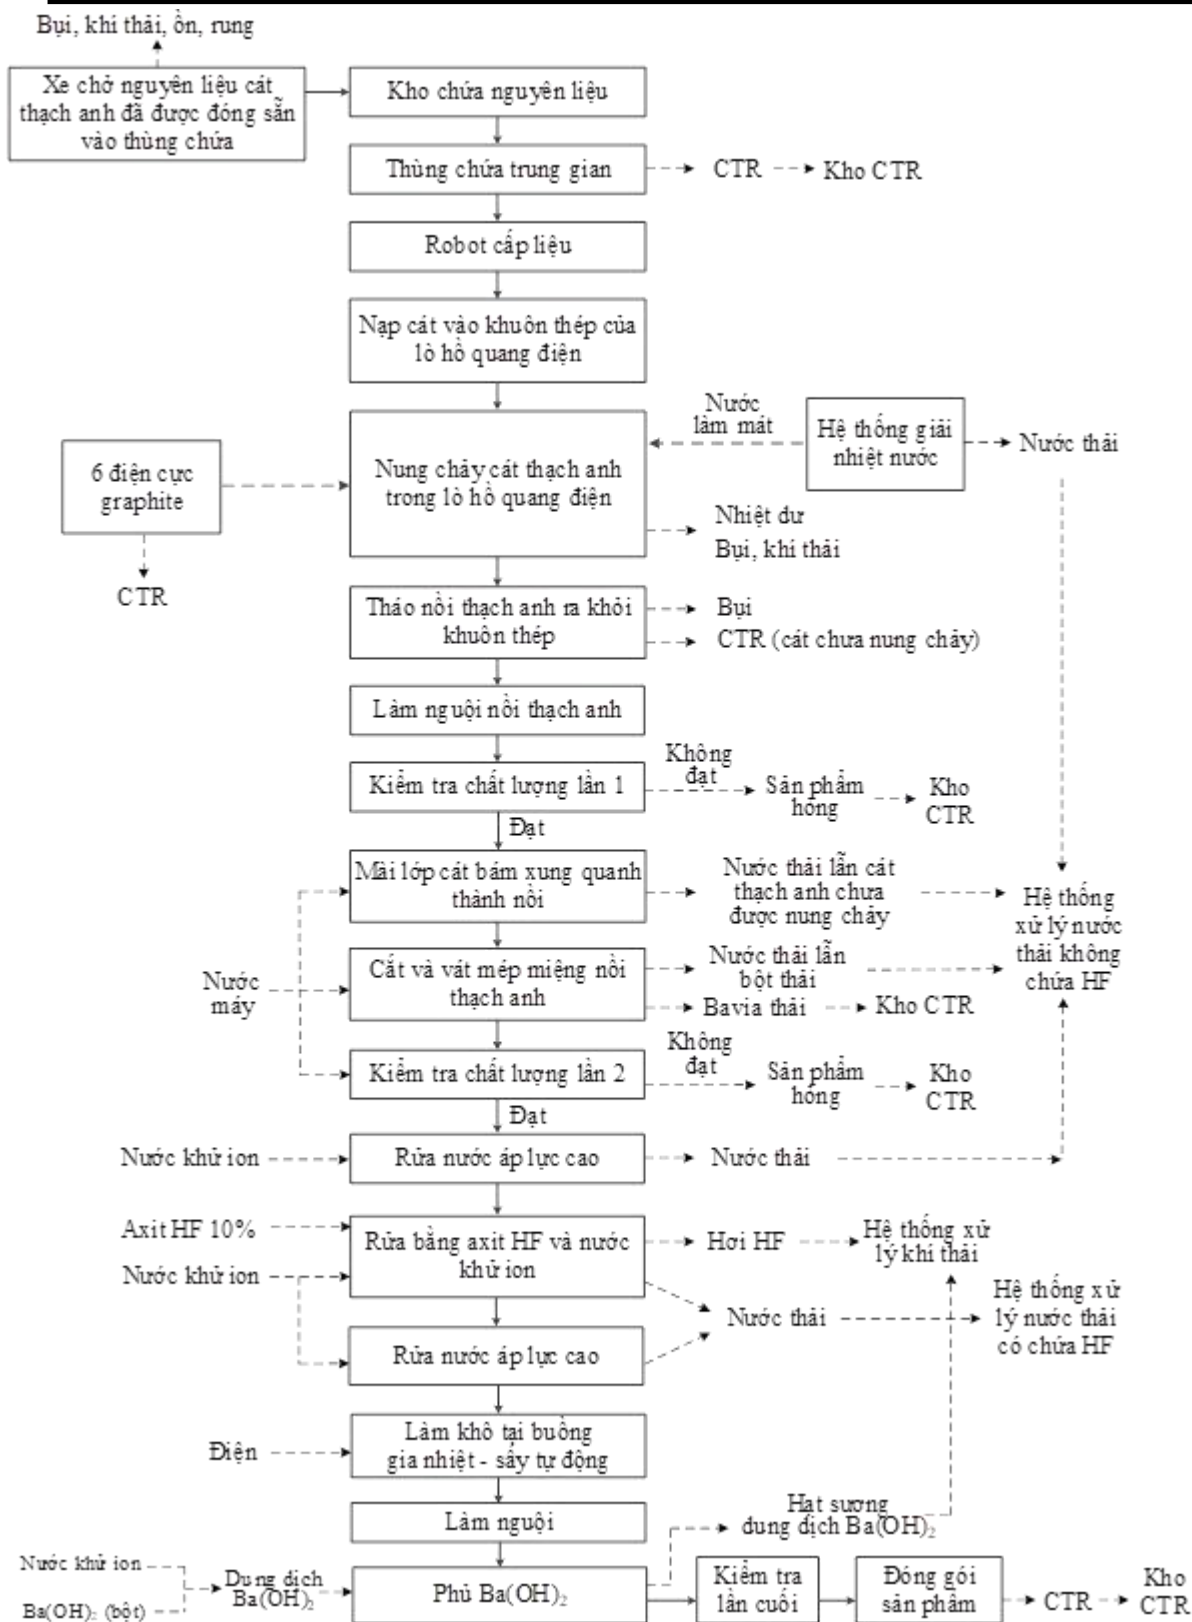 Bụi, khí thải, ồn, rung
Xe chở nguyên liệu cát
thạch anh đã được đóng sẵn
vào thùng chứa
Kho chứa nguyên liệu
Thùng chứa trung gian
CTR
Kho CTR
Robot cấp liệu
Nạp cát vào khuôn thép của
lò hồ quang điện
Nước
làm mát
Hệ thống giải
nhiệt nước
Nước thải
6 điện cực
graphite
CTR
Nung chảy cát thạch anh
trong lò hồ quang điện
Nhiệt dư
Bụi, khí thải
Tháo nồi thạch anh ra khỏi
khuôn thép
Bụi
CTR (cát chưa nung chảy)
Làm nguội nồi thạch anh
Kiểm tra chất lượng lần 1
Không
đạt
Sản phẩm
hỏng
Kho
CTR
Đạt
Mài lớp cát bám xung quanh
thành nồi
Nước thải lẫn cát
thạch anh chưa
được nung chảy
Hệ thống
xử lý nước
thải không
chứa HF
Nước
máy
Cắt và vát mép miệng nồi
thạch anh
Nước thải lẫn
bột thải
Bavia thải
Kho CTR
Kiểm tra chất lượng lần 2
Không
đạt
Sản phẩm
hỏng
Kho
CTR
Đạt
Nước khử ion
Rửa nước áp lực cao
Nước thải
Axit HF 10%
Nước khử ion
Rửa bằng axit HF và nước
khử ion
Hơi HF
Hệ thống xử
lý khí thải
Nước thải
Hệ thống xử
lý nước thải
có chứa HF
Rửa nước áp lực cao
Điện
Làm khô tại buồng
gia nhiệt - sấy tự động
Làm nguội
Hạt sương
dung dịch Ba(OH)₂
Nước khử ion
Ba(OH)₂ (bột)
Dung dịch
Ba(OH)₂
Phủ Ba(OH)₂
Kiểm tra
lần cuối
Đóng gói
sản phẩm
CTR
Kho
CTR